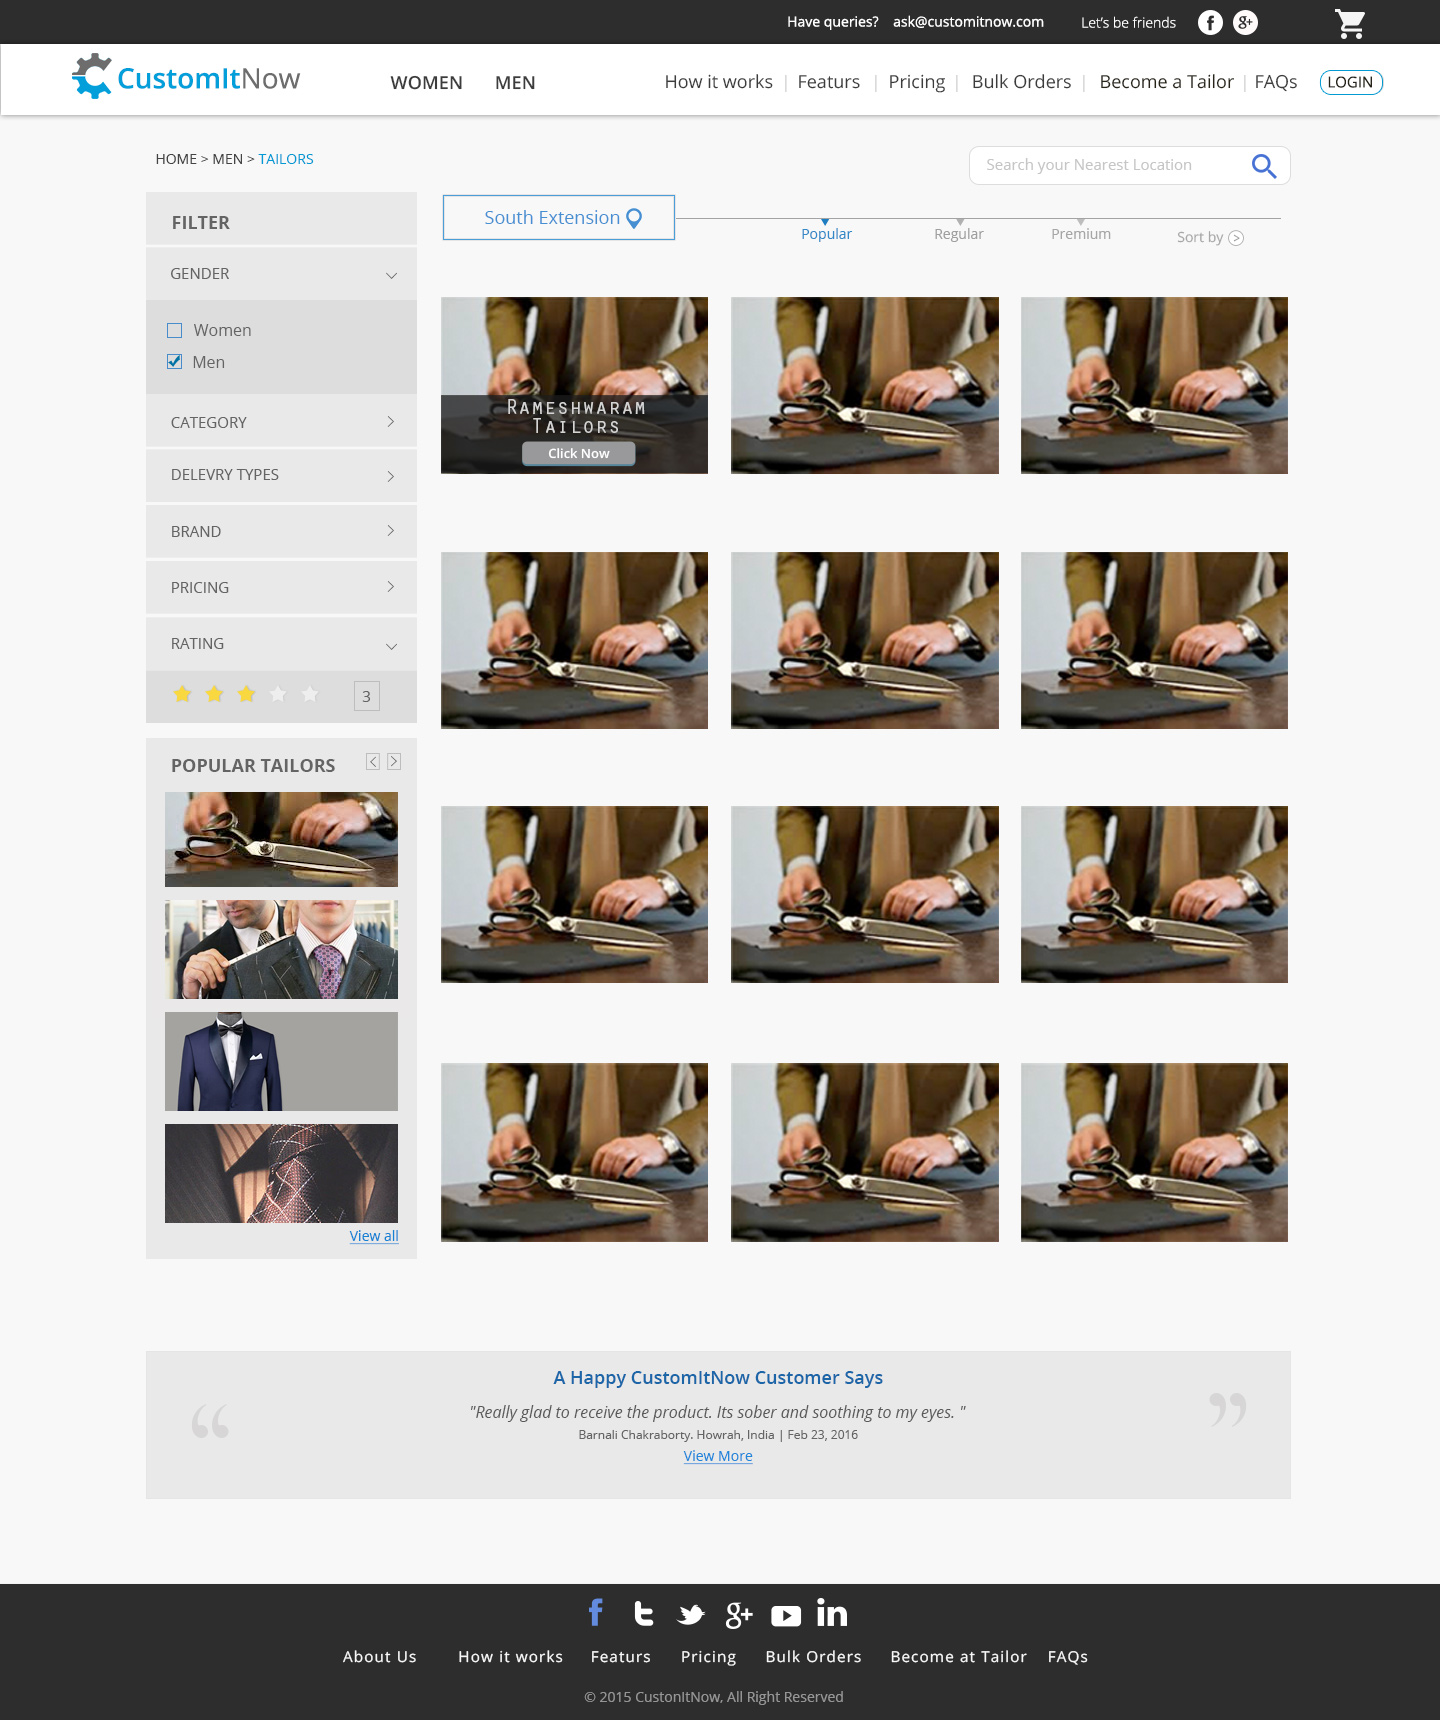 Have queries? ask@customitnow.com Let's be friends
CustomItNow WOMEN MEN How it works | Featurs | Pricing | Bulk Orders | Become a Tailor | FAQs LOGIN
HOME > MEN > TAILORS
Search your Nearest Location
FILTER
GENDER
Women
Men
CATEGORY
DELEVRY TYPES
BRAND
PRICING
RATING
3
POPULAR TAILORS
View all
South Extension
Popular Regular Premium Sort by
RAMESHWARAM
TAILORS
Click Now
A Happy CustomItNow Customer Says
"Really glad to receive the product. Its sober and soothing to my eyes. "
Barnali Chakraborty. Howrah, India | Feb 23, 2016
View More
About Us How it works Featurs Pricing Bulk Orders Become at Tailor FAQs
© 2015 CustonItNow, All Right Reserved